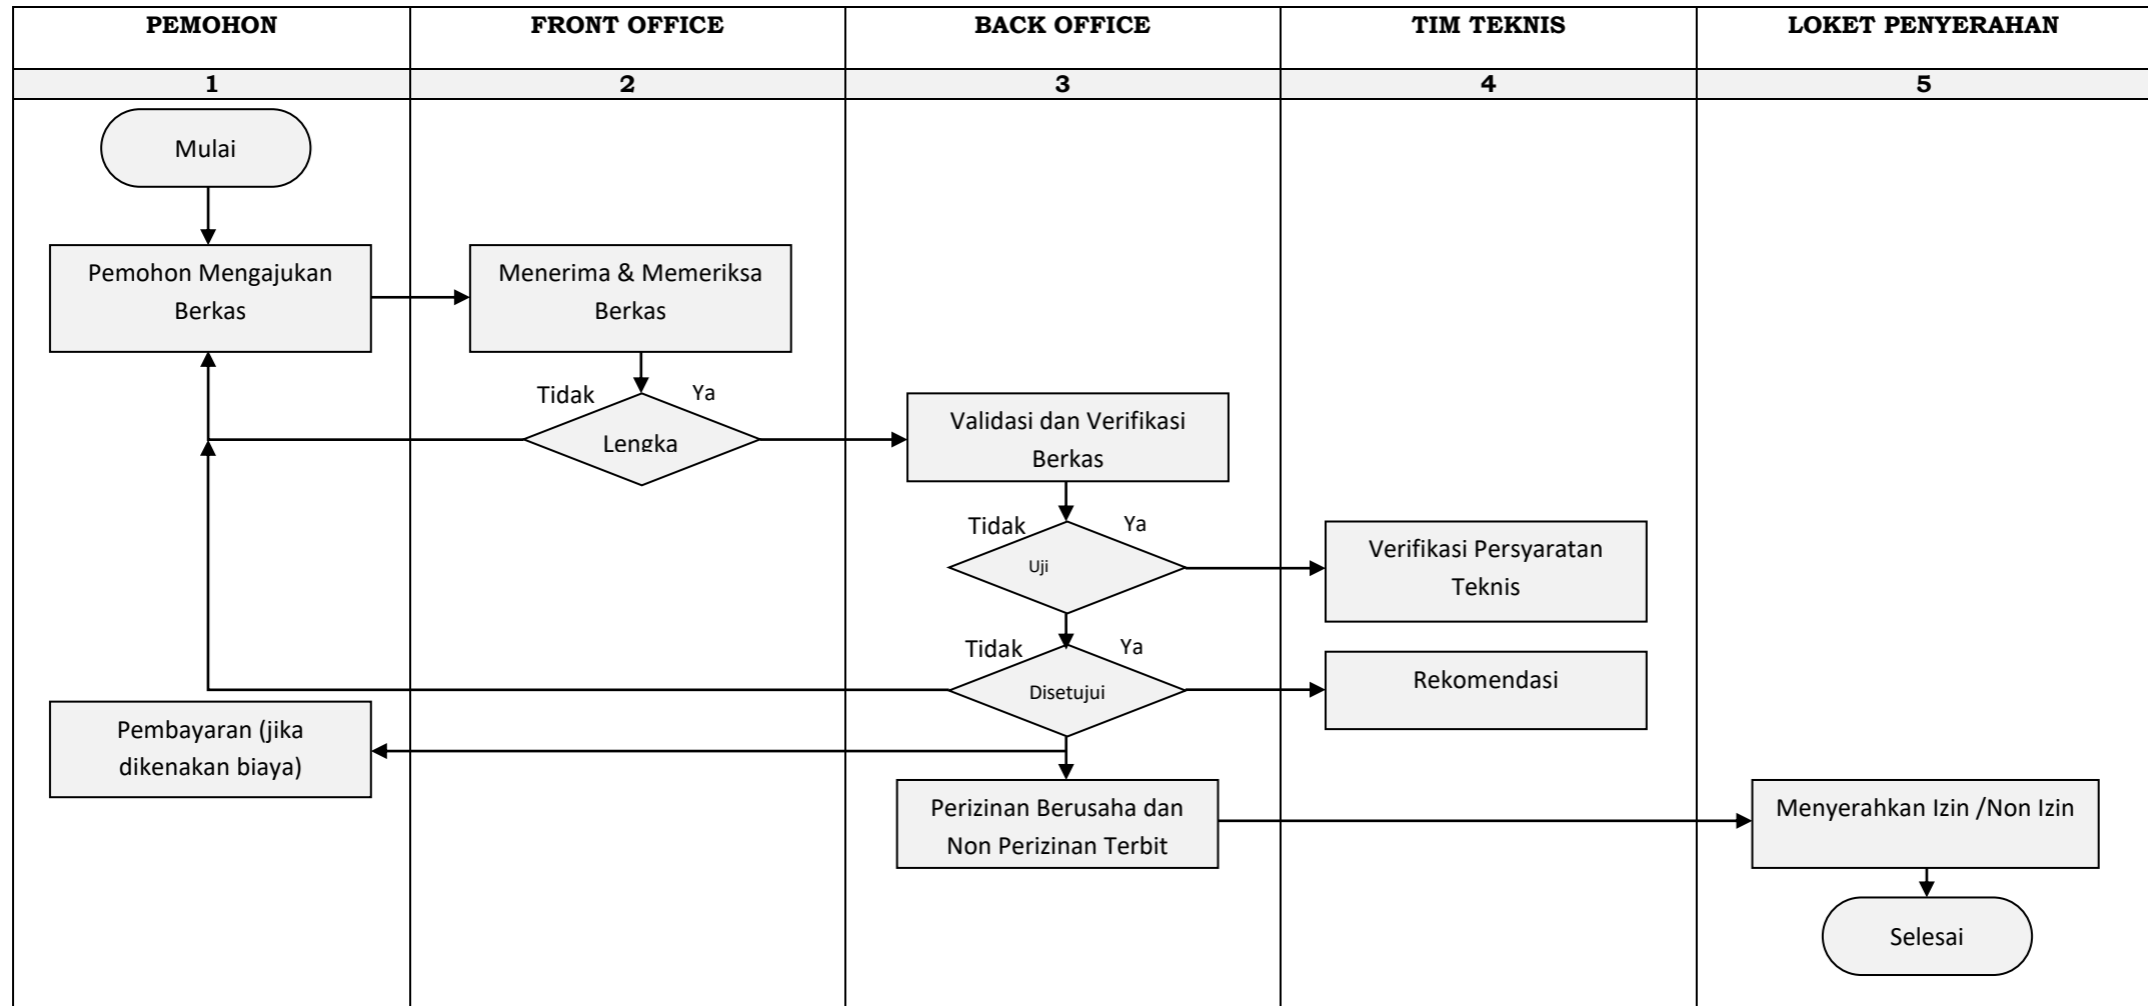 PEMOHON
FRONT OFFICE
BACK OFFICE
TIM TEKNIS
LOKET PENYERAHAN
1
2
3
4
5
Mulai
Pemohon Mengajukan
Berkas
Menerima & Memeriksa
Berkas
Tidak
Ya
Lengka
Validasi dan Verifikasi
Berkas
Tidak
Ya
Uji
Verifikasi Persyaratan
Teknis
Tidak
Ya
Disetujui
Rekomendasi
Pembayaran (jika
dikenakan biaya)
Perizinan Berusaha dan
Non Perizinan Terbit
Menyerahkan Izin /Non Izin
Selesai